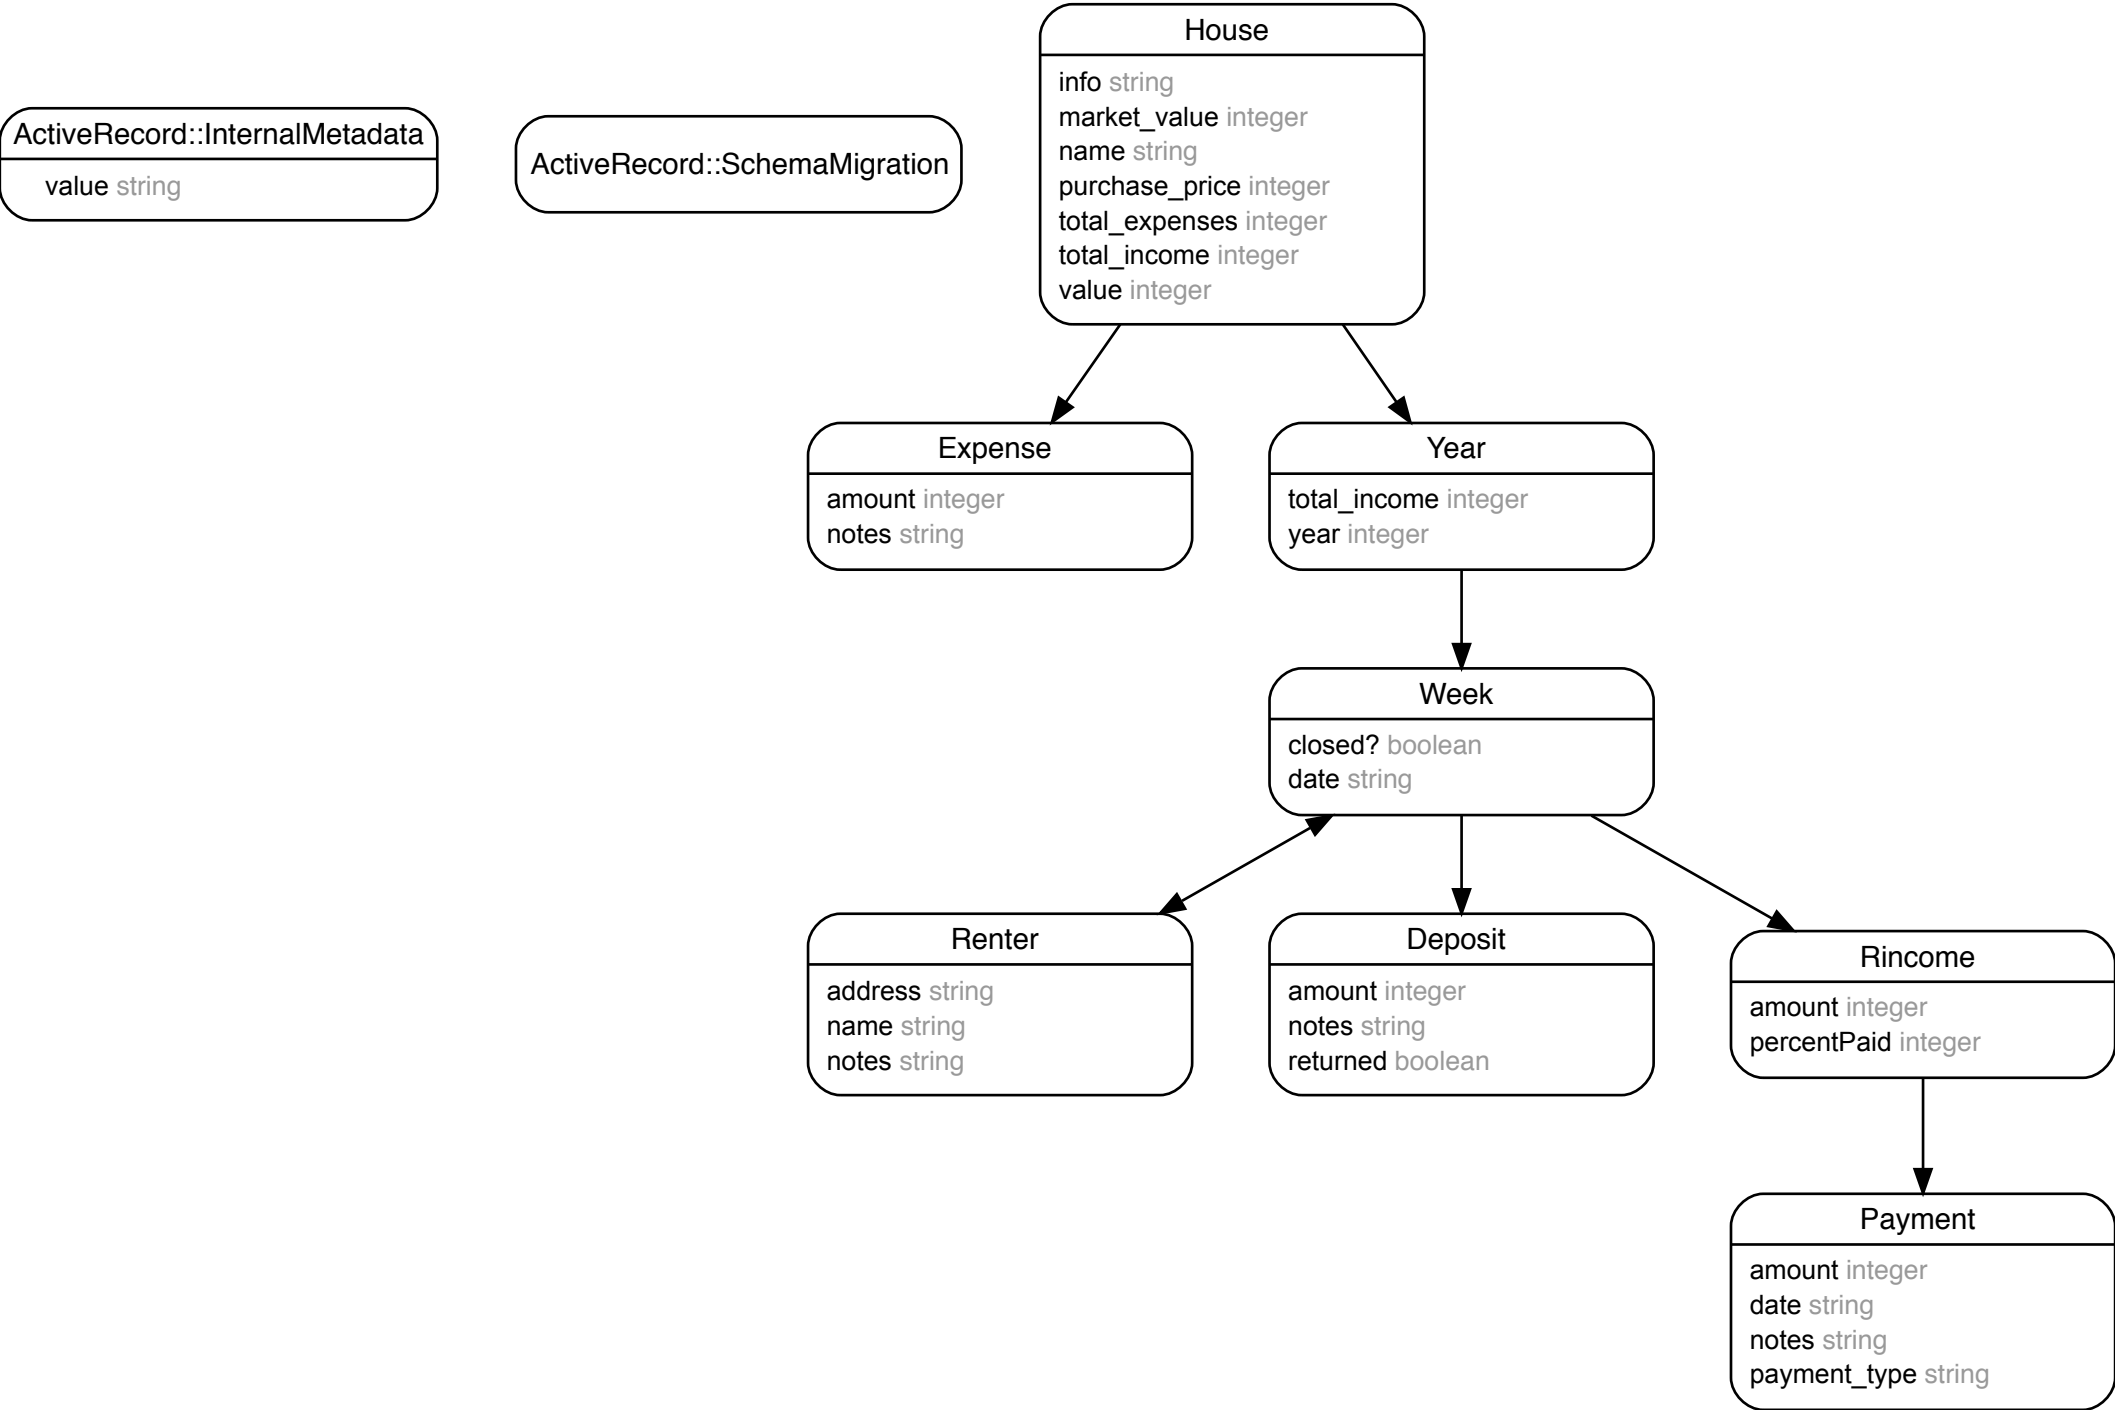 ActiveRecord::InternalMetadata
value string
ActiveRecord::SchemaMigration
House
info string
market_value integer
name string
purchase_price integer
total_expenses integer
total_income integer
value integer
Expense
amount integer
notes string
Year
total_income integer
year integer
Week
closed? boolean
date string
Renter
address string
name string
notes string
Deposit
amount integer
notes string
returned boolean
Rincome
amount integer
percentPaid integer
Payment
amount integer
date string
notes string
payment_type string